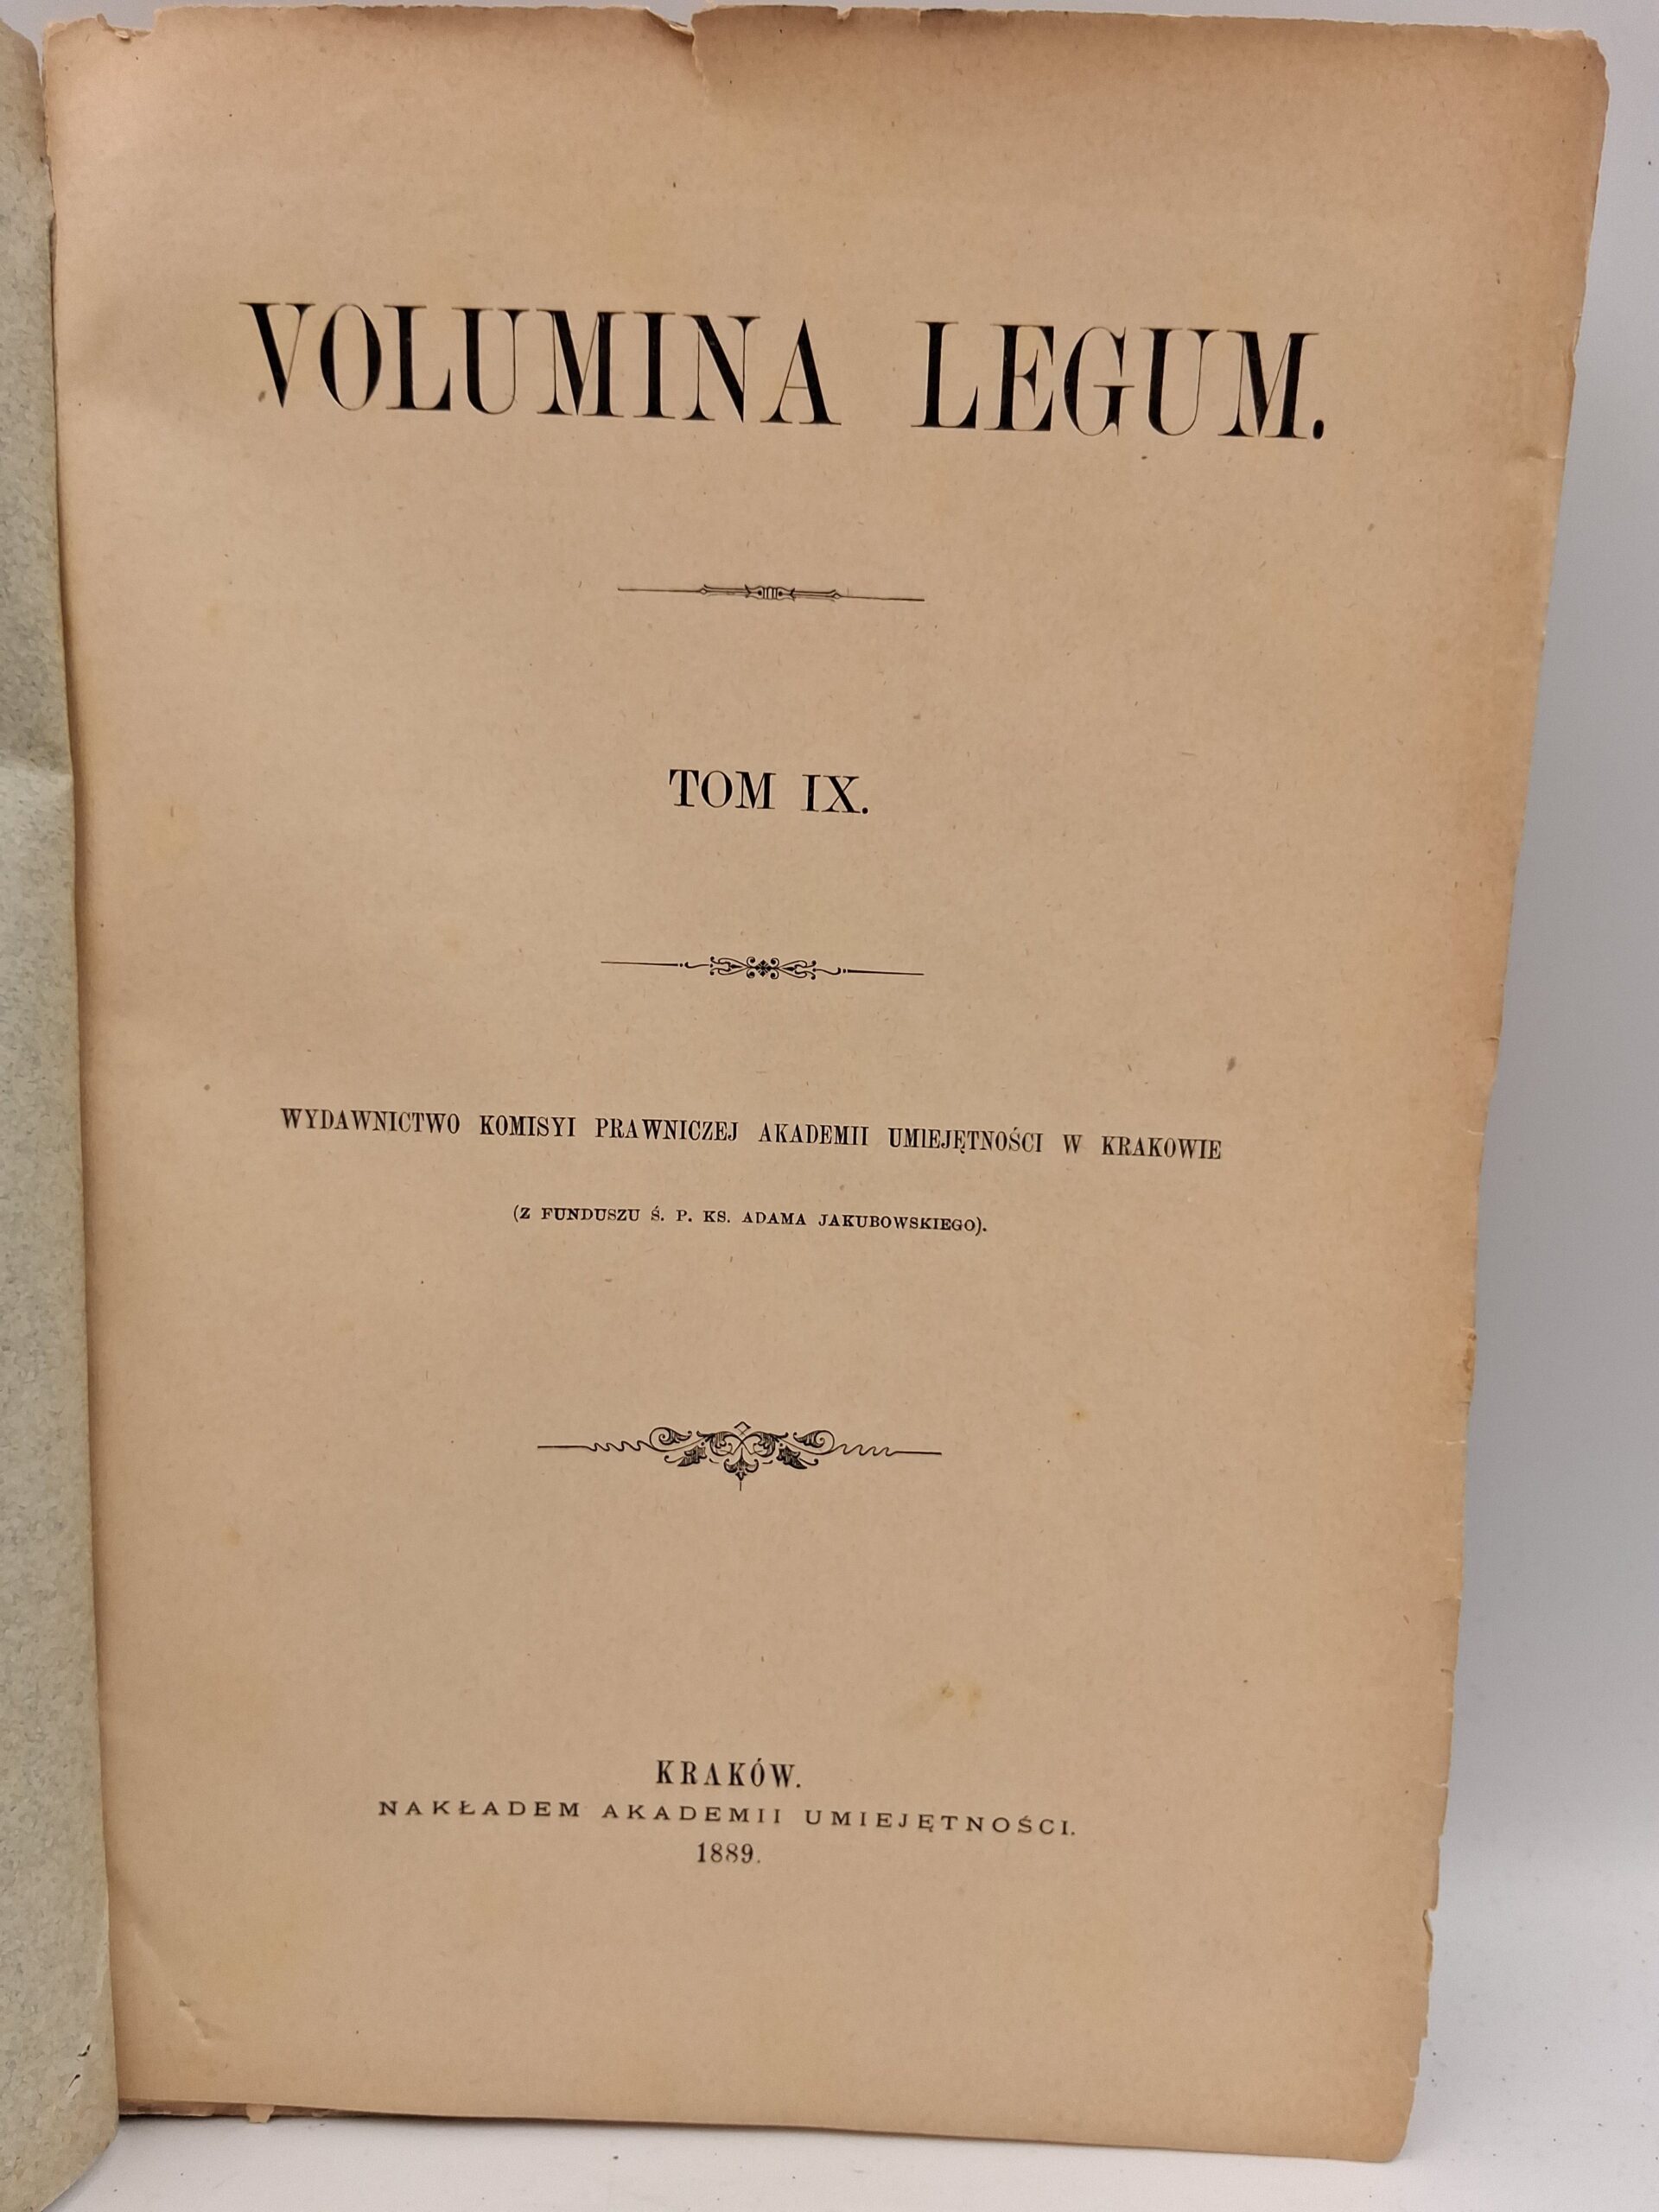 VOLUMINA LEGUM.
TOM IX.
WYDAWNICTWO KOMISYI PRAWNICZEJ AKADEMII UMIEJĘTNOŚCI W KRAKOWIE
(Z FUNDUSZU Ś. P. KS. ADAMA JAKUBOWSKIEGO).
KRAKÓW.
NAKŁADEM AKADEMII UMIEJĘTNOŚCI.
1889.